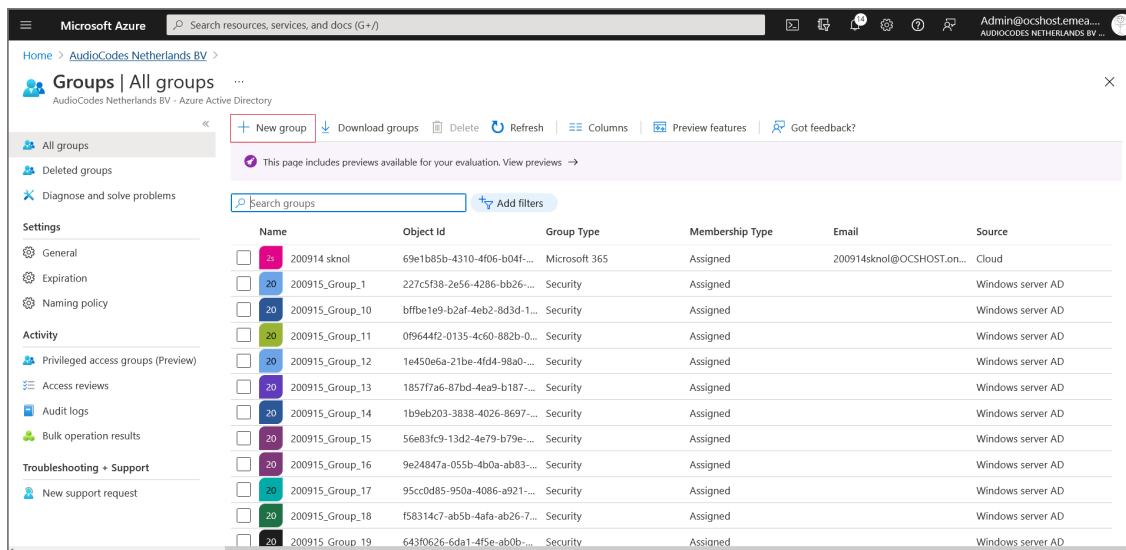 Microsoft Azure
Search resources, services, and docs (G+/)
14
Admin@ocshost.emea....
AUDIOCODES NETHERLANDS BV ...
Home > AudioCodes Netherlands BV >
Groups | All groups ...
AudioCodes Netherlands BV - Azure Active Directory
«
All groups
Deleted groups
Diagnose and solve problems
Settings
General
Expiration
Naming policy
Activity
Privileged access groups (Preview)
Access reviews
Audit logs
Bulk operation results
Troubleshooting + Support
New support request
+ New group Download groups Delete Refresh Columns Preview features Got feedback?
This page includes previews available for your evaluation. View previews →
Search groups Add filters
Name Object Id Group Type Membership Type Email Source
2s 200914 sknol 69e1b85b-4310-4f06-b04f-... Microsoft 365 Assigned 200914sknol@OCSHOST.on... Cloud
20 200915_Group_1 227c5f38-2e56-4286-bb26-... Security Assigned Windows server AD
20 200915_Group_10 bffbe1e9-b2af-4eb2-8d3d-1... Security Assigned Windows server AD
20 200915_Group_11 0f9644f2-0135-4c60-882b-0... Security Assigned Windows server AD
20 200915_Group_12 1e450e6a-21be-4fd4-98a0-... Security Assigned Windows server AD
20 200915_Group_13 1857f7a6-87bd-4ea9-b187-... Security Assigned Windows server AD
20 200915_Group_14 1b9eb203-3838-4026-8697-... Security Assigned Windows server AD
20 200915_Group_15 56e83fc9-13d2-4e79-b79e-... Security Assigned Windows server AD
20 200915_Group_16 9e24847a-055b-4b0a-ab83-... Security Assigned Windows server AD
20 200915_Group_17 95cc0d85-950a-4086-a921-... Security Assigned Windows server AD
20 200915_Group_18 f58314c7-ab5b-4afa-ab26-7... Security Assigned Windows server AD
20 200915_Group_19 643f0626-6da1-4f5e-ab0b-... Security Assigned Windows server AD